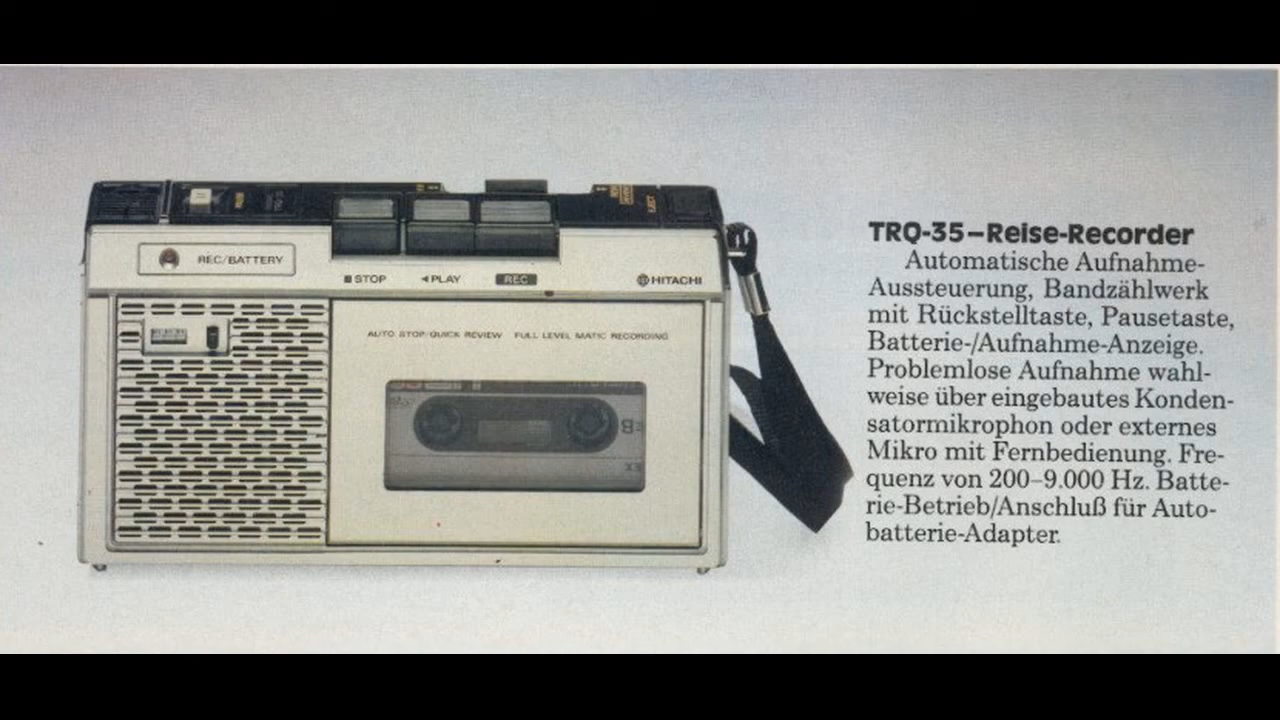 REC/BATTERY
STOP
PLAY
REC
HITACHI
AUTO STOP/QUICK REVIEW FULL LEVEL MATIC RECORDING
EJECT
TRQ-35–Reise-Recorder
Automatische Aufnahme-
Aussteuerung, Bandzählwerk
mit Rückstelltaste, Pausetaste,
Batterie-/Aufnahme-Anzeige.
Problemlose Aufnahme wahl-
weise über eingebautes Konden-
satormikrophon oder externes
Mikro mit Fernbedienung. Fre-
quenz von 200–9.000 Hz. Batte-
rie-Betrieb/Anschluß für Auto-
batterie-Adapter.